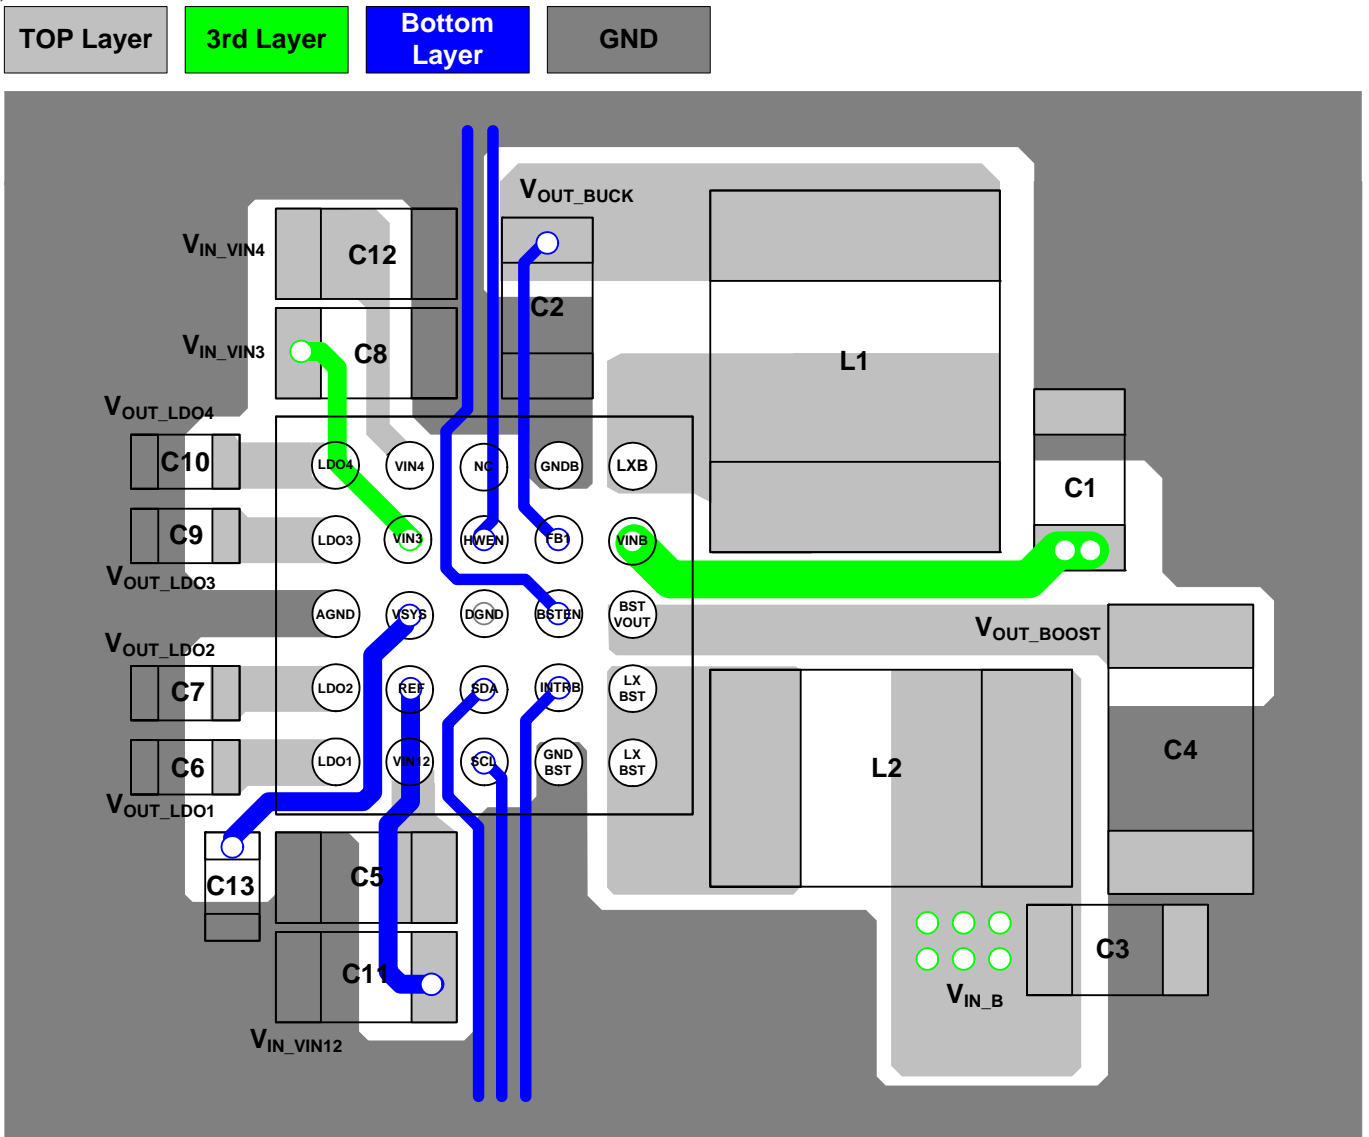 TOP Layer
3rd Layer
Bottom
Layer
GND
VOUT_BUCK
VIN_VIN4
C12
C2
VIN_VIN3
C8
L1
VOUT_LDO4
C10
LDO4
VIN4
NC
GNDB
LXB
C1
C9
LDO3
VIN3
HWEN
FB1
VINB
VOUT_LDO3
AGND
VSYS
DGND
BSTEN
BST
VOUT
VOUT_BOOST
VOUT_LDO2
C7
LDO2
REF
SDA
INTRB
LX
BST
C6
LDO1
VIN12
SCL
GND
BST
LX
BST
L2
C4
VOUT_LDO1
C13
C5
C11
C3
VIN_B
VIN_VIN12